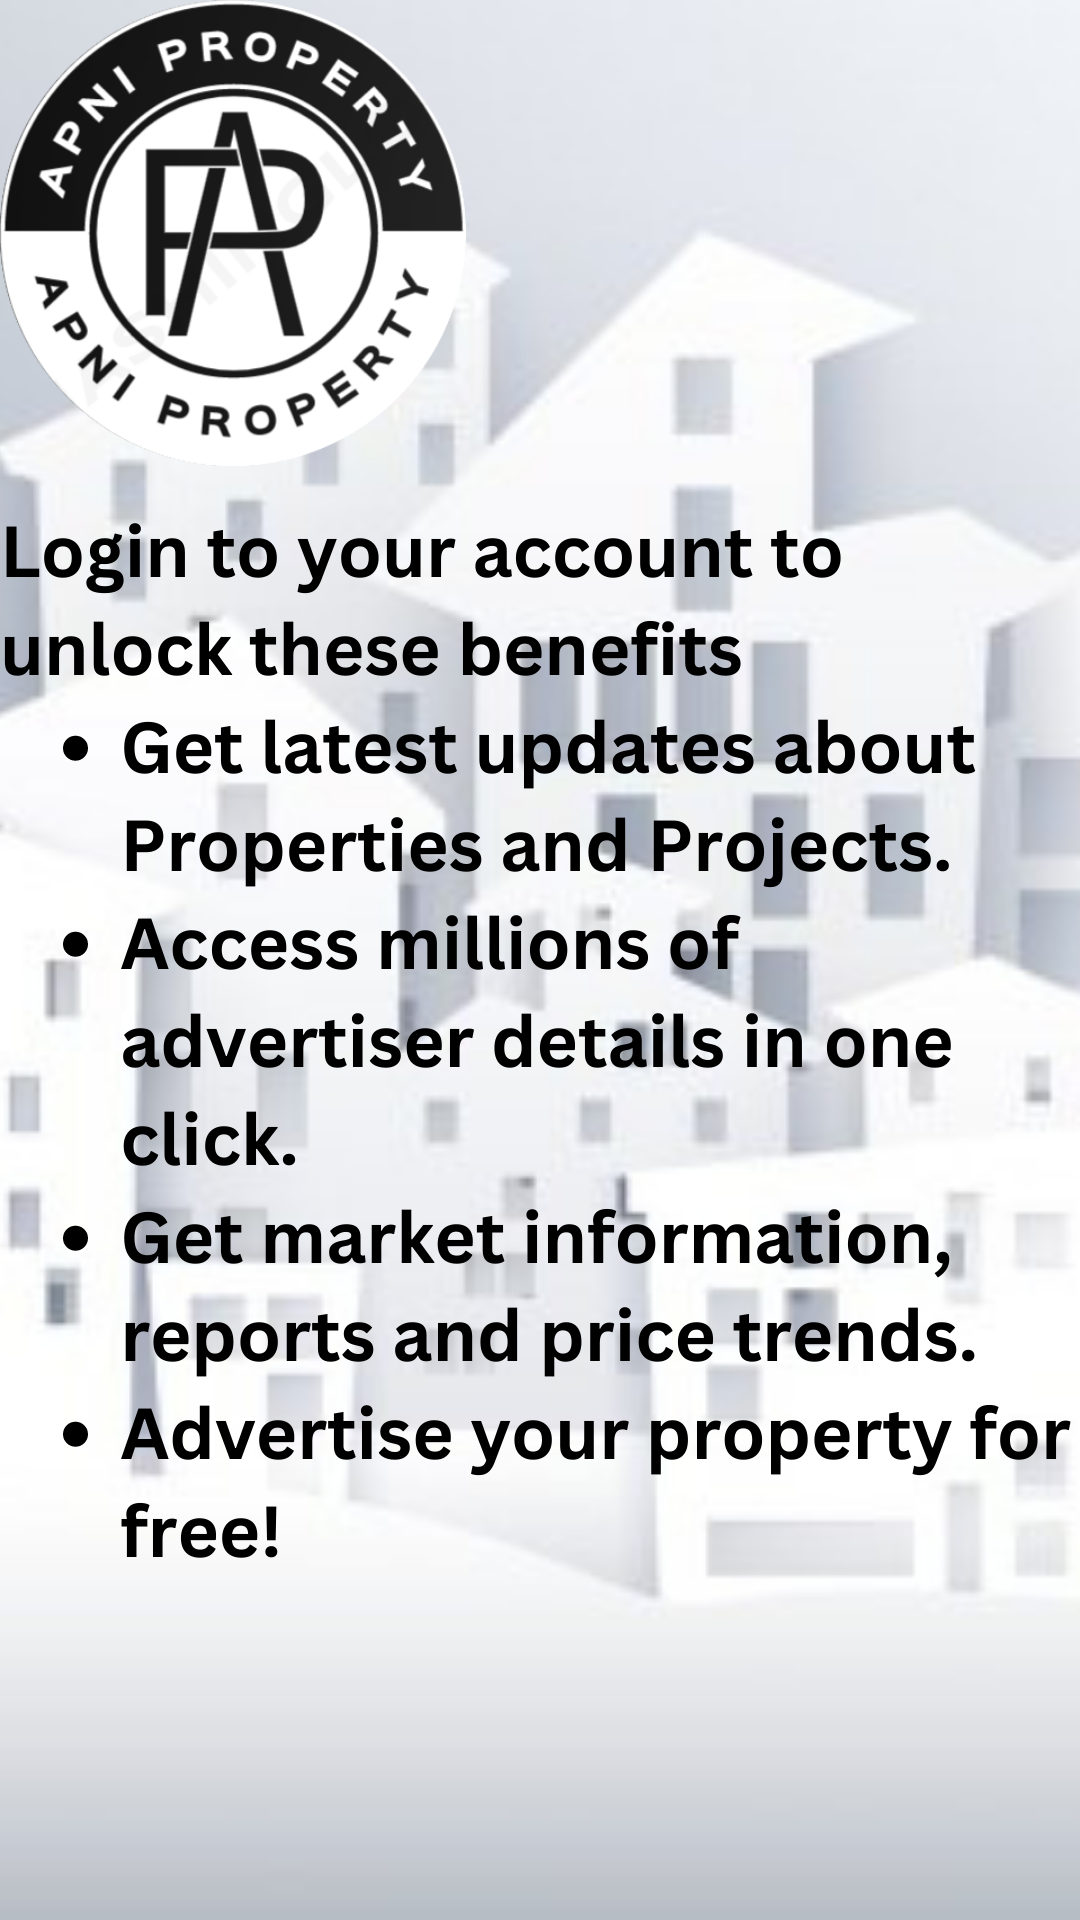 APNI PROPERTY
AP
APNI PROPERTY
Login to your account to
unlock these benefits
• Get latest updates about
Properties and Projects.
• Access millions of
advertiser details in one
click.
• Get market information,
reports and price trends.
• Advertise your property for
free!